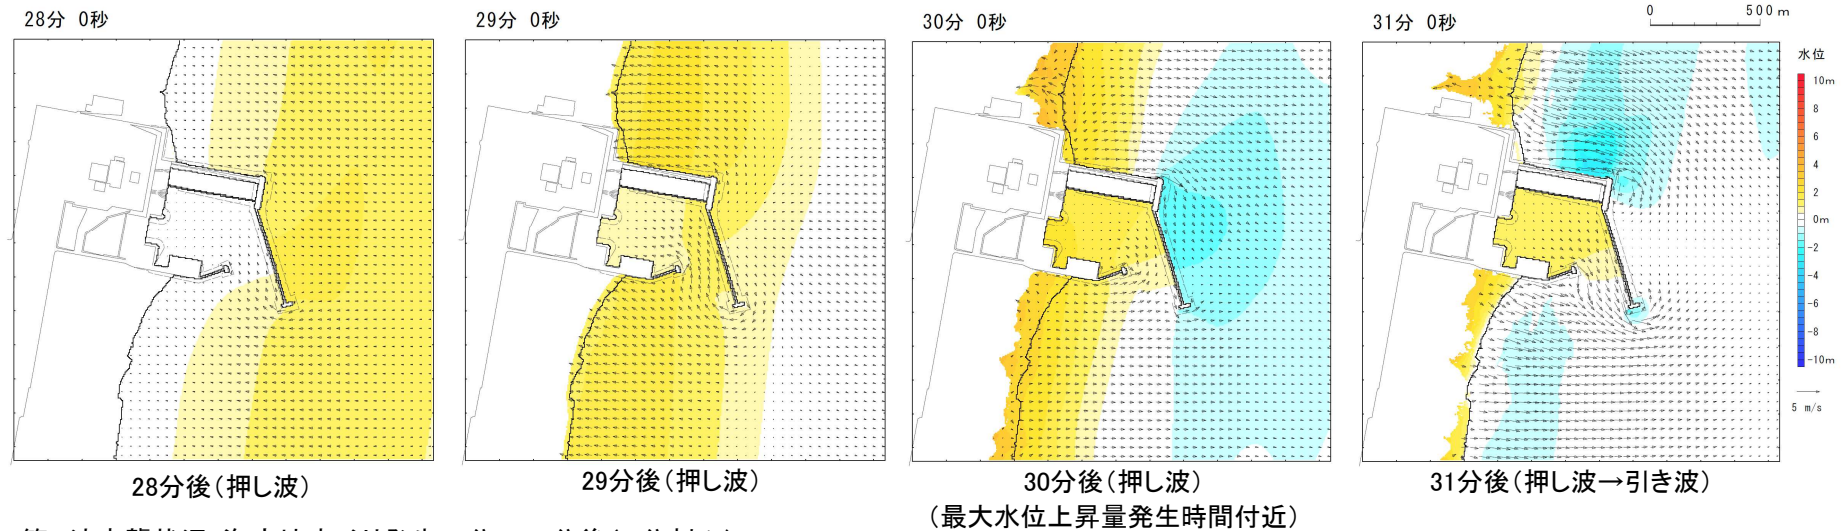 28分 0秒
29分 0秒
30分 0秒
31分 0秒
0 500m
水位
10m
8
6
4
2
0m
-2
-4
-6
-8
-10m
5 m/s
28分後(押し波)
29分後(押し波)
30分後(押し波)
31分後(押し波→引き波)
(最大水位上昇量発生時間付近)